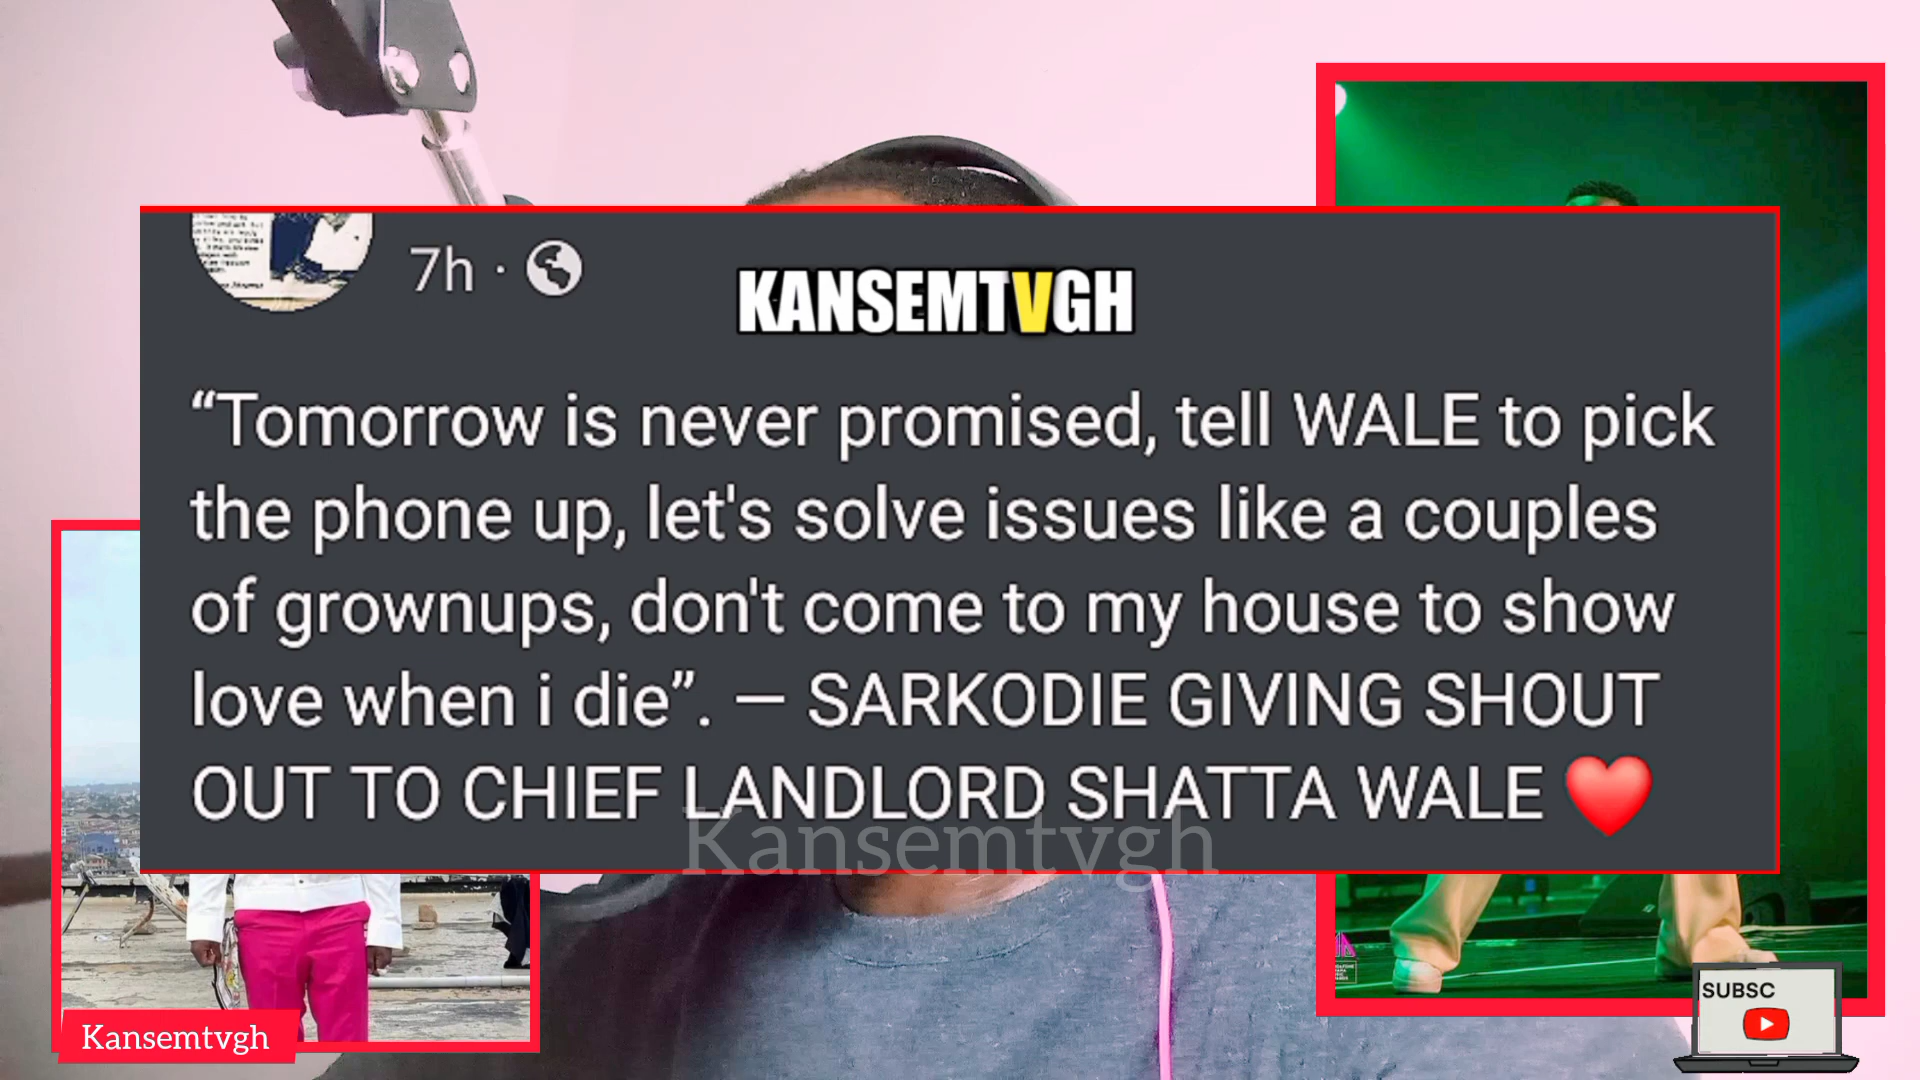 7h ·
KANSEMTVGH
“Tomorrow is never promised, tell WALE to pick
the phone up, let's solve issues like a couples
of grownups, don't come to my house to show
love when i die”. — SARKODIE GIVING SHOUT
OUT TO CHIEF LANDLORD SHATTA WALE ❤️
Kansemtvgh
Kansemtvgh
SUBSC